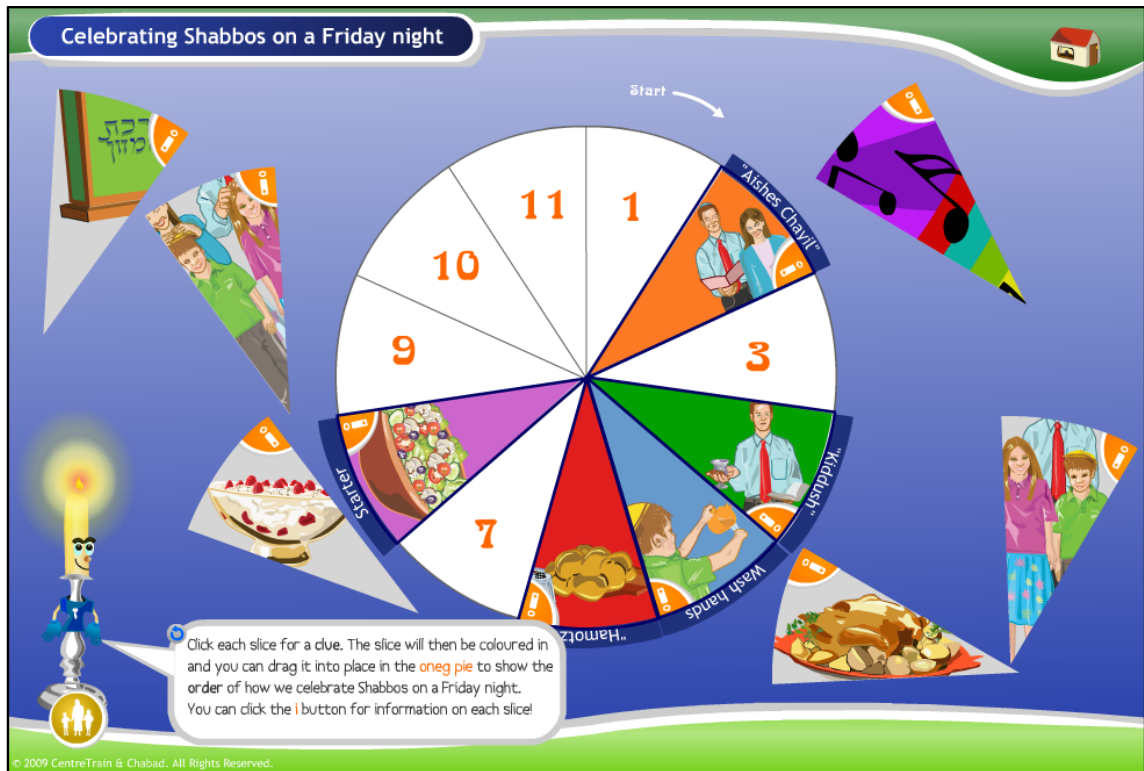 Celebrating Shabbos on a Friday night
Start
רכת
מזון
11
1
"Aishes Chayil"
10
3
9
"Kiddush"
Starter
7
Wash hands
"Hamotz
Click each slice for a clue. The slice will then be coloured in
and you can drag it into place in the oneg pie to show the
order of how we celebrate Shabbos on a Friday night.
You can click the i button for information on each slice!
© 2009 CentreTrain & Chabad. All Rights Reserved.